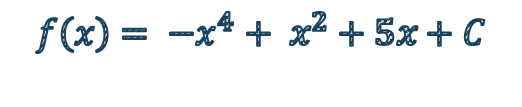 f(x) = −x⁴ + x² + 5x + C